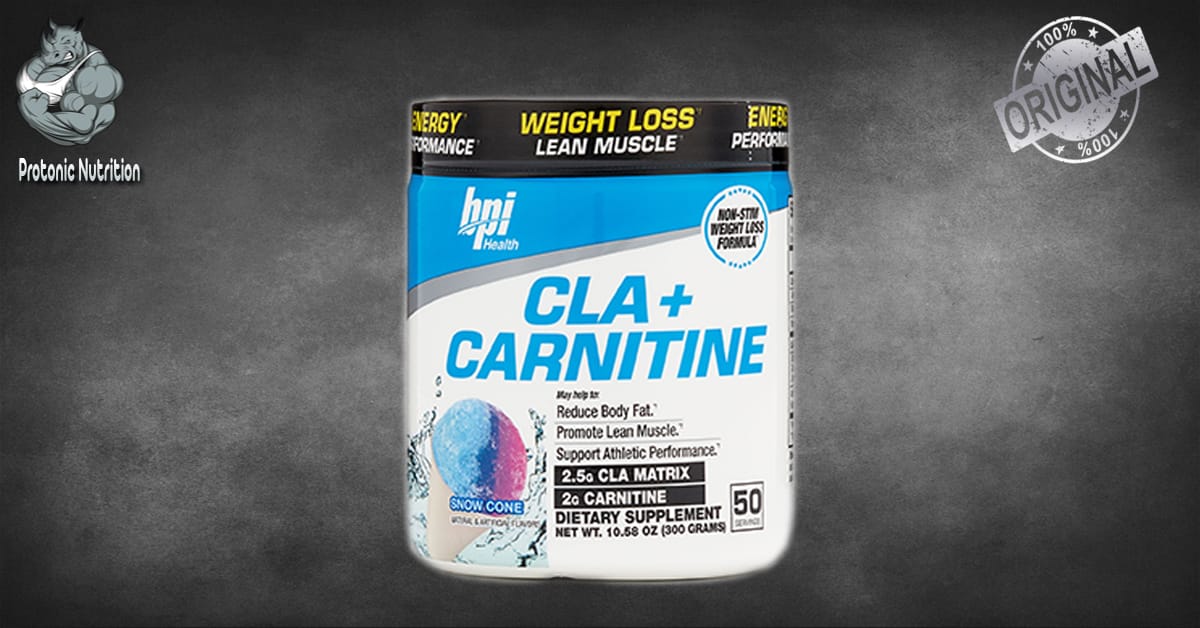 Protonic Nutrition
100%
ORIGINAL
100%
ENERGY
WEIGHT LOSS
LEAN MUSCLE
bpi
Health
NON-STIM
WEIGHT LOSS
FORMULA
CLA+
CARNITINE
May help to:
Reduce Body Fat.
Promote Lean Muscle.
Support Athletic Performance.
2.5G CLA MATRIX
2G CARNITINE
DIETARY SUPPLEMENT
NET WT. 10.58 OZ (300 GRAMS)
50
SERVINGS
SNOW CONE
NATURAL & ARTIFICIAL FLAVORS